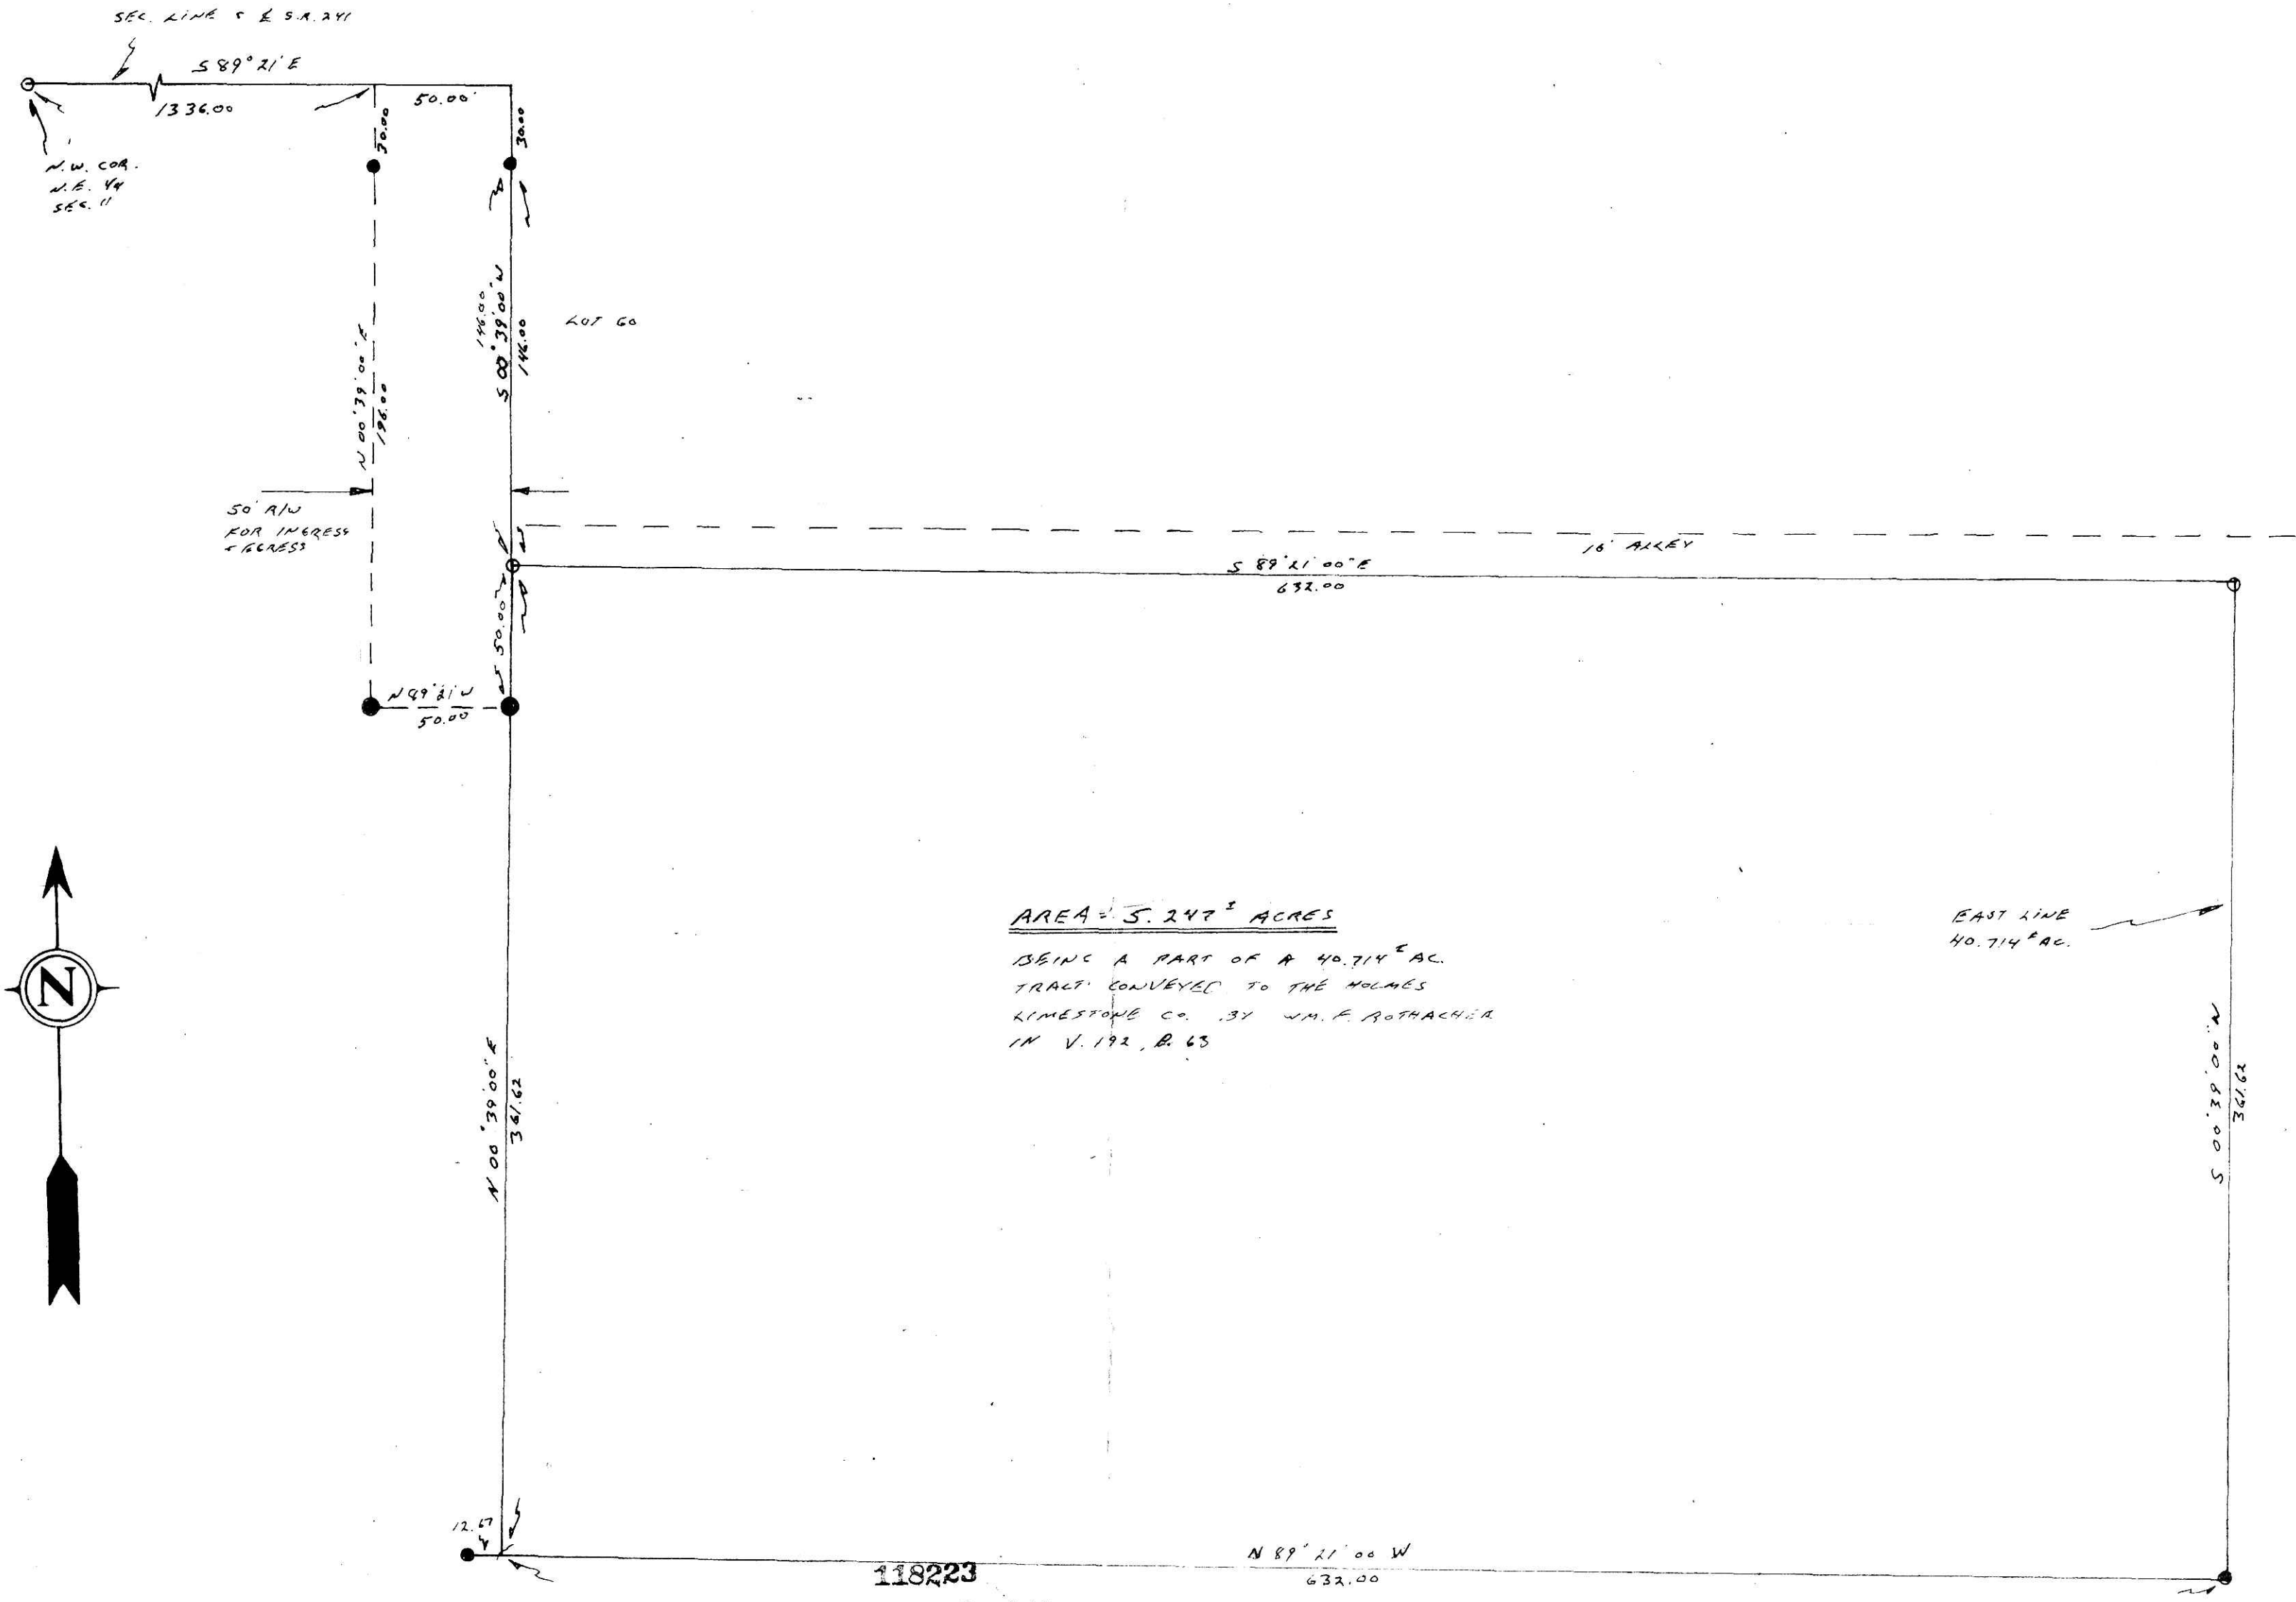 SEC. LINE & ℄ S.R. 241
S 89° 21' E
1336.00
50.00'
30.00
30.00
N.W. COR.
N.E. 1/4
SEC. 11
146.00
S 00° 39' 00" W
146.00
LOT 60
N 00° 39' 00" E
196.00
50' R/W
FOR INGRESS
& EGRESS
16' ALLEY
S 89° 21' 00" E
632.00
50.00
N 89° 21' W
50.00
N
AREA = 5.247± ACRES
BEING A PART OF A 40.714± AC.
TRACT CONVEYED TO THE HOLMES
LIMESTONE CO. BY WM. F. ROTHACHER
IN V. 192, P. 63
EAST LINE
40.714± AC.
N 00° 39' 00" E
361.62
S 00° 39' 00" W
361.62
12.67
N 89° 21' 00 W
632.00
118223